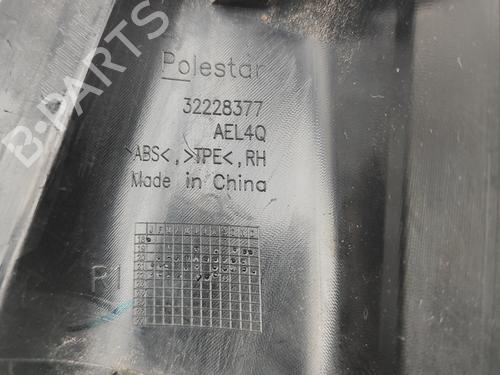 Polestar
32228377
AEL4Q
>ABS<,>TPE<,RH
Made in China
P1
B-PARTS